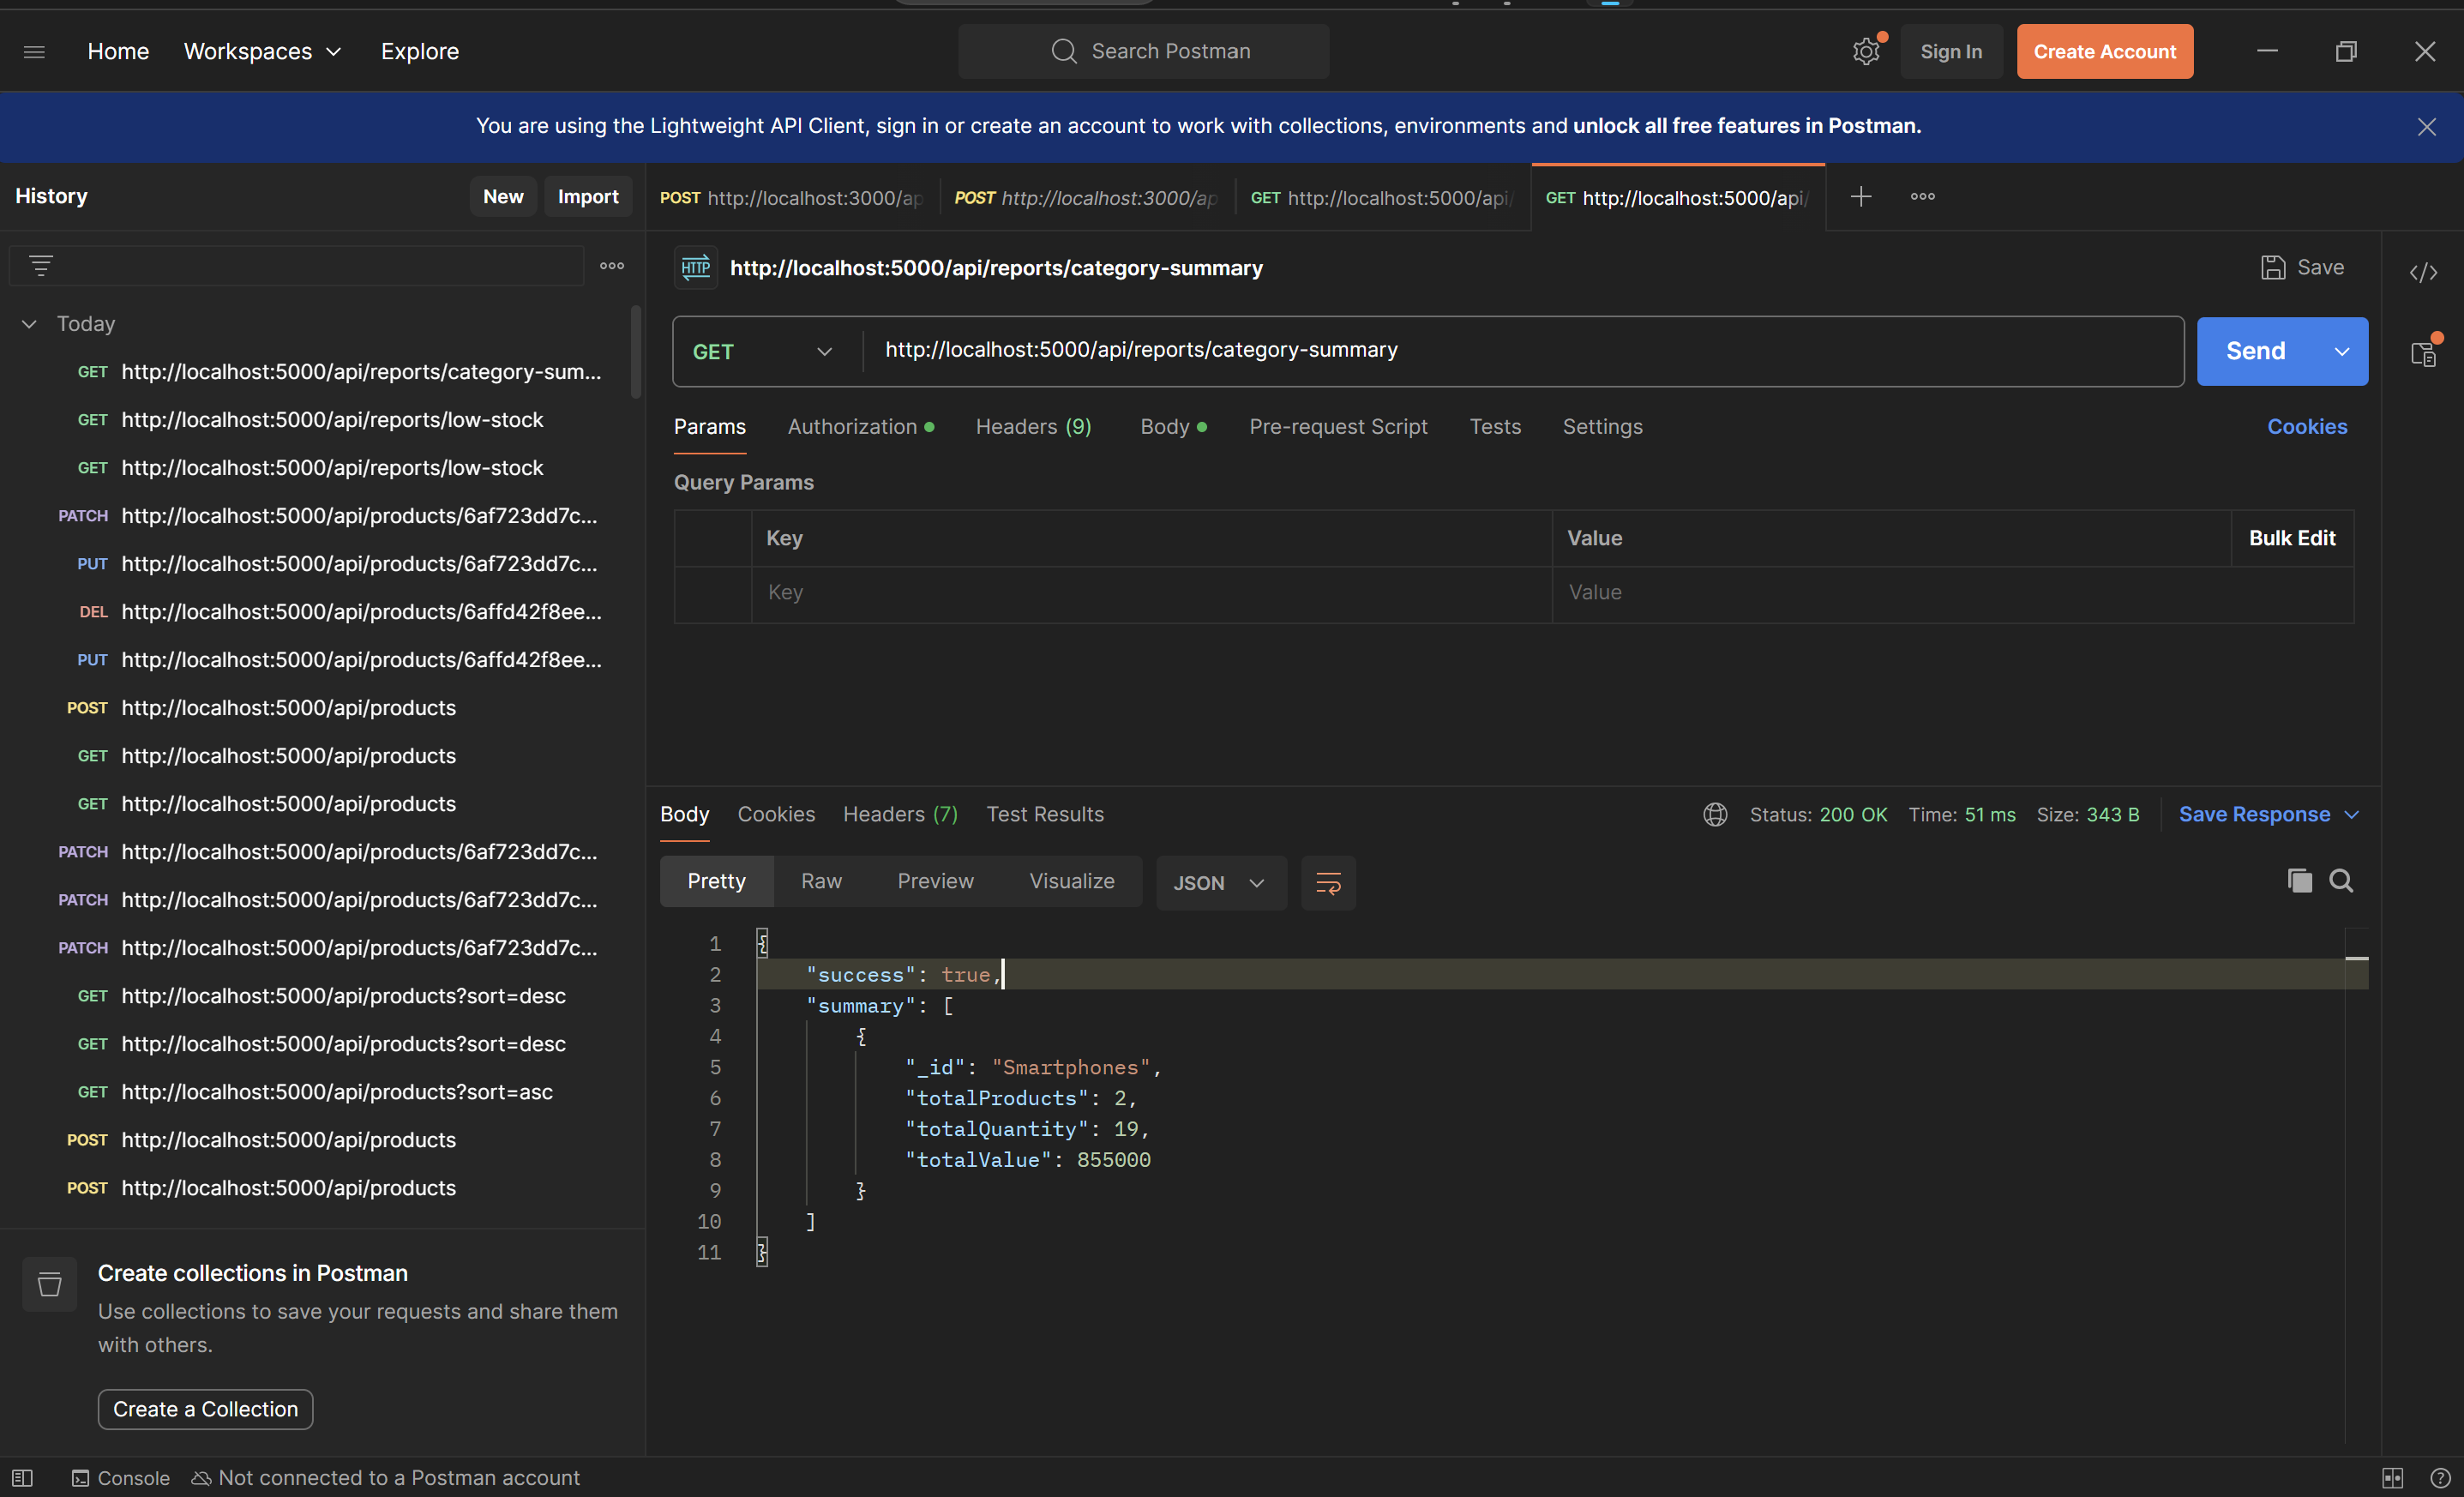 Home Workspaces Explore Search Postman Sign In Create Account
You are using the Lightweight API Client, sign in or create an account to work with collections, environments and unlock all free features in Postman.
History New Import
POST http://localhost:3000/ap POST http://localhost:3000/ap GET http://localhost:5000/api/ GET http://localhost:5000/api/
Today
GET http://localhost:5000/api/reports/category-sum...
GET http://localhost:5000/api/reports/low-stock
GET http://localhost:5000/api/reports/low-stock
PATCH http://localhost:5000/api/products/6af723dd7c...
PUT http://localhost:5000/api/products/6af723dd7c...
DEL http://localhost:5000/api/products/6affd42f8ee...
PUT http://localhost:5000/api/products/6affd42f8ee...
POST http://localhost:5000/api/products
GET http://localhost:5000/api/products
GET http://localhost:5000/api/products
PATCH http://localhost:5000/api/products/6af723dd7c...
PATCH http://localhost:5000/api/products/6af723dd7c...
PATCH http://localhost:5000/api/products/6af723dd7c...
GET http://localhost:5000/api/products?sort=desc
GET http://localhost:5000/api/products?sort=desc
GET http://localhost:5000/api/products?sort=asc
POST http://localhost:5000/api/products
POST http://localhost:5000/api/products
Create collections in Postman
Use collections to save your requests and share them
with others.
Create a Collection
HTTP http://localhost:5000/api/reports/category-summary Save
GET http://localhost:5000/api/reports/category-summary Send
Params Authorization Headers (9) Body Pre-request Script Tests Settings Cookies
Query Params
Key Value Bulk Edit
Key Value
Body Cookies Headers (7) Test Results Status: 200 OK Time: 51 ms Size: 343 B Save Response
Pretty Raw Preview Visualize JSON
1 {
2 "success": true,
3 "summary": [
4 {
5 "_id": "Smartphones",
6 "totalProducts": 2,
7 "totalQuantity": 19,
8 "totalValue": 855000
9 }
10 ]
11 }
Console Not connected to a Postman account